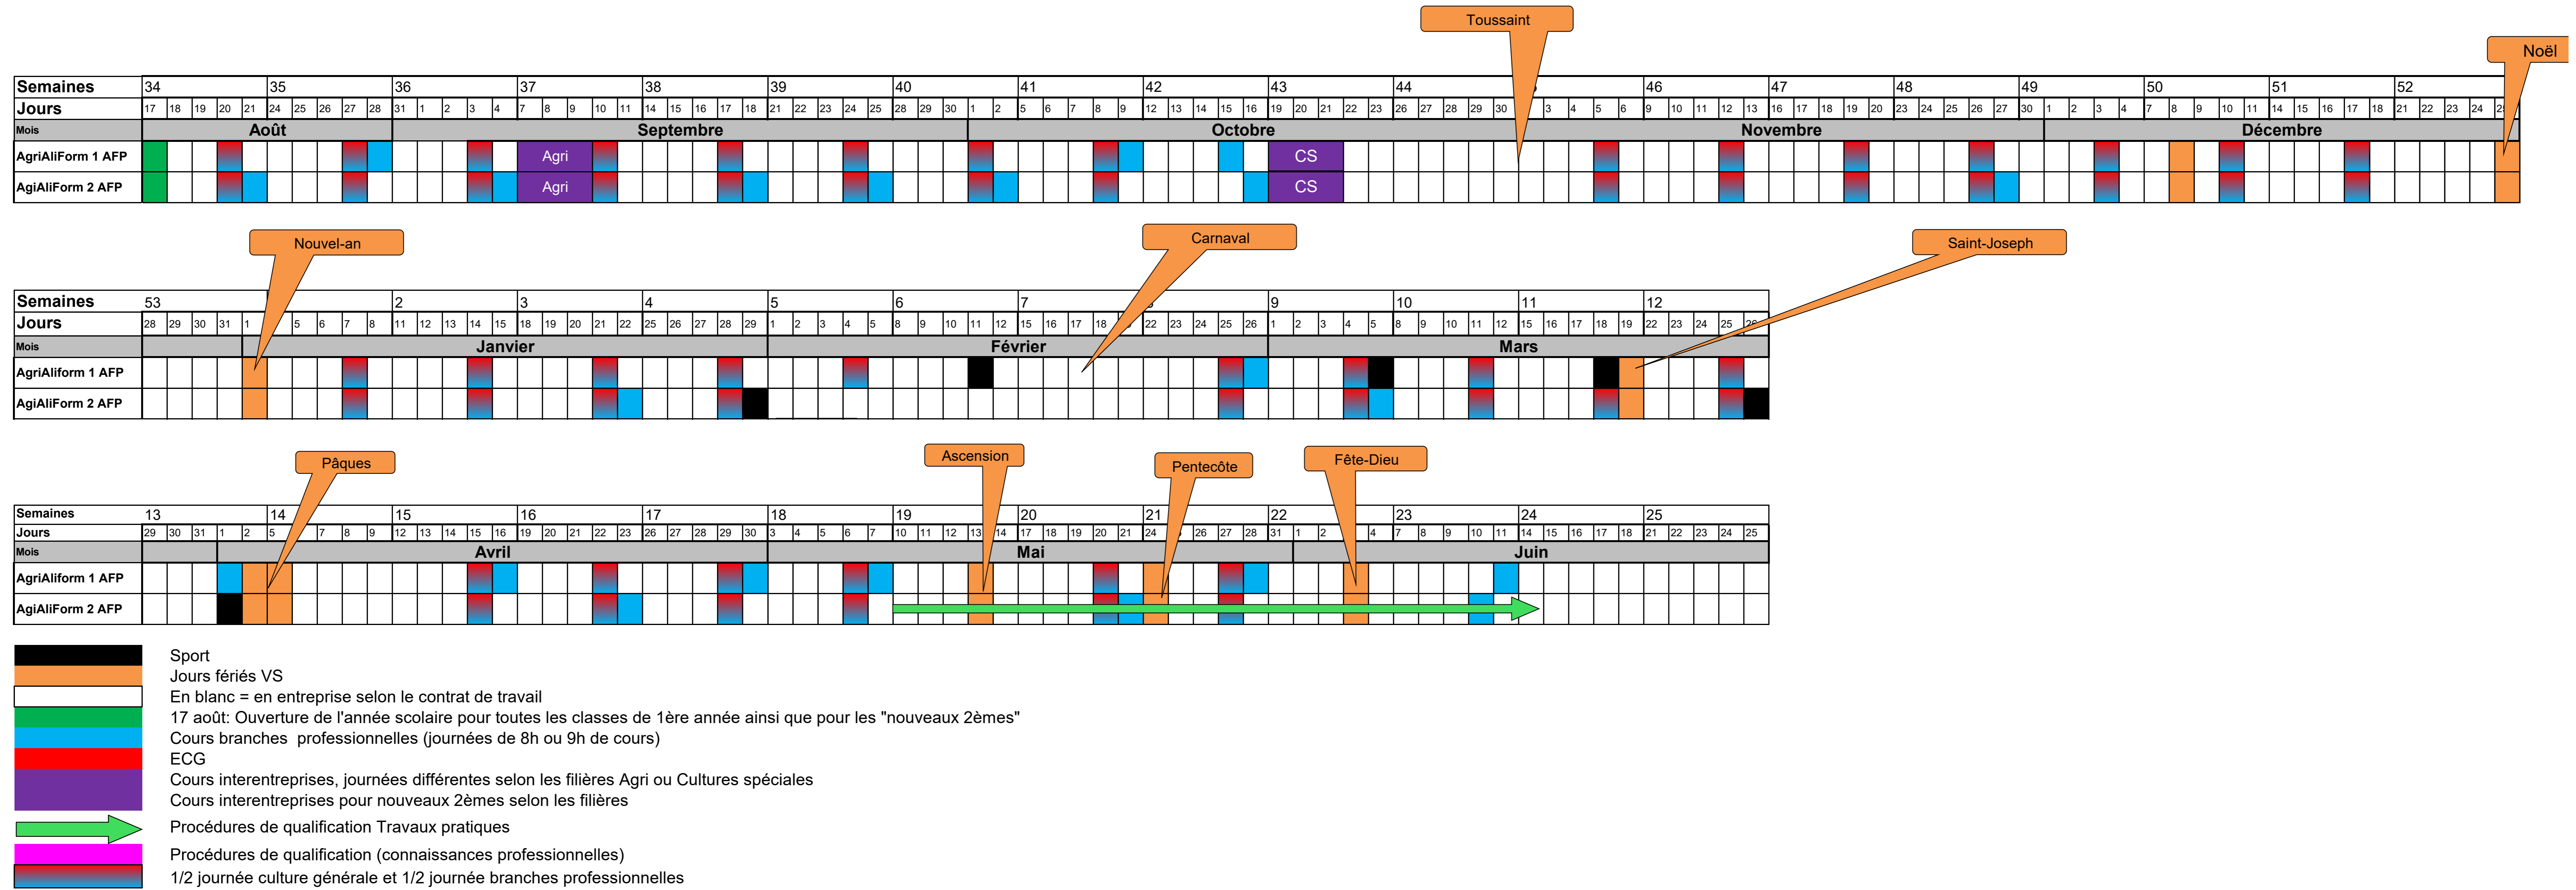 Toussaint
Noël
Semaines 34 35 36 37 38 39 40 41 42 43 44 46 47 48 49 50 51 52
Jours 17 18 19 20 21 24 25 26 27 28 31 1 2 3 4 7 8 9 10 11 14 15 16 17 18 21 22 23 24 25 28 29 30 1 2 5 6 7 8 9 12 13 14 15 16 19 20 21 22 23 26 27 28 29 30 3 4 5 6 9 10 11 12 13 16 17 18 19 20 23 24 25 26 27 30 1 2 3 4 7 8 9 10 11 14 15 16 17 18 21 22 23 24 25
Mois Août Septembre Octobre Novembre Décembre
AgriAliForm 1 AFP Agri CS
AgiAliForm 2 AFP Agri CS
Nouvel-an
Carnaval
Saint-Joseph
Semaines 53 2 3 4 5 6 7 9 10 11 12
Jours 28 29 30 31 1 5 6 7 8 11 12 13 14 15 18 19 20 21 22 25 26 27 28 29 1 2 3 4 5 8 9 10 11 12 15 16 17 18 19 22 23 24 25 26 1 2 3 4 5 8 9 10 11 12 15 16 17 18 19 22 23 24 25 26
Mois Janvier Février Mars
AgriAliform 1 AFP
AgiAliForm 2 AFP
Pâques
Ascension
Pentecôte
Fête-Dieu
Semaines 13 14 15 16 17 18 19 20 21 22 23 24 25
Jours 29 30 31 1 2 5 7 8 9 12 13 14 15 16 19 20 21 22 23 26 27 28 29 30 3 4 5 6 7 10 11 12 13 14 17 18 19 20 21 24 26 27 28 31 1 2 4 7 8 9 10 11 14 15 16 17 18 21 22 23 24 25
Mois Avril Mai Juin
AgriAliform 1 AFP
AgiAliForm 2 AFP
Sport
Jours fériés VS
En blanc = en entreprise selon le contrat de travail
17 août: Ouverture de l'année scolaire pour toutes les classes de 1ère année ainsi que pour les "nouveaux 2èmes"
Cours branches professionnelles (journées de 8h ou 9h de cours)
ECG
Cours interentreprises, journées différentes selon les filières Agri ou Cultures spéciales
Cours interentreprises pour nouveaux 2èmes selon les filières
Procédures de qualification Travaux pratiques
Procédures de qualification (connaissances professionnelles)
1/2 journée culture générale et 1/2 journée branches professionnelles